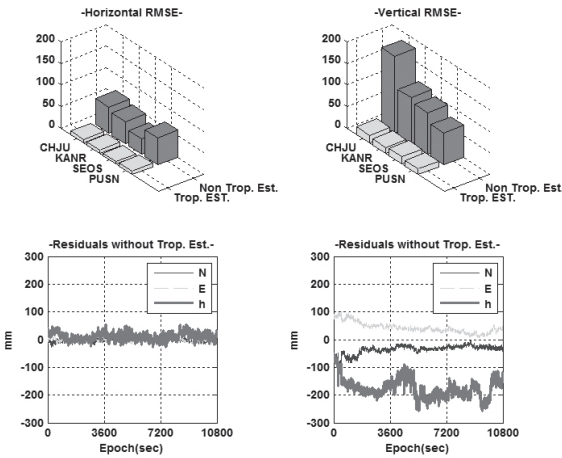 -Horizontal RMSE-
200
150
100
50
0
CHJU
KANR
SEOS
PUSN
Non Trop. Est.
Trop. EST.
-Vertical RMSE-
200
150
100
50
0
CHJU
KANR
SEOS
PUSN
Non Trop. Est.
Trop. EST.
-Residuals without Trop. Est.-
300
200
100
0
-100
-200
-300
mm
N
E
h
0 3600 7200 10800
Epoch(sec)
-Residuals without Trop. Est.-
300
200
100
0
-100
-200
-300
mm
N
E
h
0 3600 7200 10800
Epoch(sec)